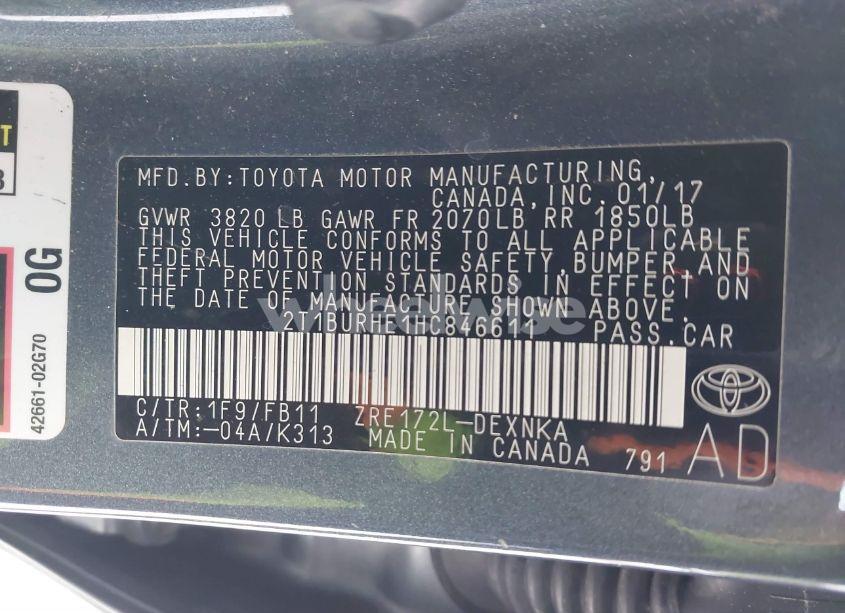 T
3
0G
42661-02G70
MFD.BY:TOYOTA MOTOR MANUFACTURING,
CANADA,INC. 01/17
GVWR 3820 LB GAWR FR 2070LB RR 1850LB
THIS VEHICLE CONFORMS TO ALL APPLICABLE
FEDERAL MOTOR VEHICLE SAFETY,BUMPER,AND
THEFT PREVENTION STANDARDS IN EFFECT ON
THE DATE OF MANUFACTURE SHOWN ABOVE.
PASS.CAR
C/TR:1F9/FB11 ZRE172L-DEXNKA
A/TM:-04A/K313 MADE IN CANADA 791
AD
wheelwise